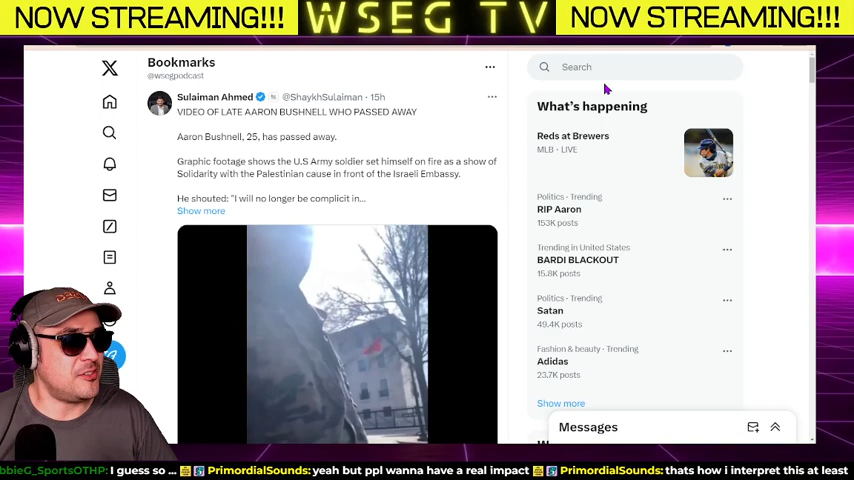 NOW STREAMING!!!
WSEG TV
NOW STREAMING!!!
Bookmarks
@wsegpodcast
Search
Sulaiman Ahmed @ShaykhSulaiman · 15h
VIDEO OF LATE AARON BUSHNELL WHO PASSED AWAY
Aaron Bushnell, 25, has passed away.
Graphic footage shows the U.S Army soldier set himself on fire as a show of
Solidarity with the Palestinian cause in front of the Israeli Embassy.
He shouted: "I will no longer be complicit in...
Show more
What's happening
Reds at Brewers
MLB · LIVE
Politics · Trending
RIP Aaron
153K posts
Trending in United States
BARDI BLACKOUT
15.8K posts
Politics · Trending
Satan
49.4K posts
Fashion & beauty · Trending
Adidas
23.7K posts
Show more
Messages
bbieG_SportsOTHP: I guess so ... PrimordialSounds: yeah but ppl wanna have a real impact PrimordialSounds: thats how i interpret this at least